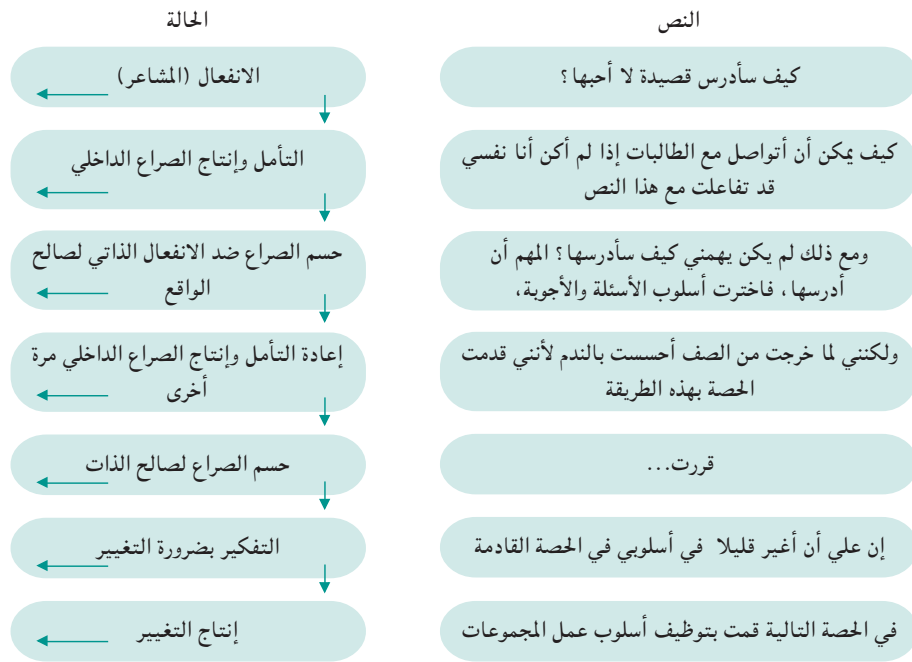 النص
الحالة
كيف سأدرس قصيدة لا أحبها؟
الانفعال (المشاعر)
كيف يمكن أن أتواصل مع الطالبات إذا لم أكن أنا نفسي
قد تفاعلت مع هذا النص
التأمل وإنتاج الصراع الداخلي
ومع ذلك لم يكن يهمني كيف سأدرسها؟ المهم أن
أدرسها، فاخترت أسلوب الأسئلة والأجوبة،
حسم الصراع ضد الانفعال الذاتي لصالح
الواقع
ولكنني لما خرجت من الصف أحسست بالندم لأنني قدمت
الحصة بهذه الطريقة
إعادة التأمل وإنتاج الصراع الداخلي مرة
أخرى
قررت...
حسم الصراع لصالح الذات
إن علي أن أغير قليلا في أسلوبي في الحصة القادمة
التفكير بضرورة التغيير
في الحصة التالية قمت بتوظيف أسلوب عمل المجموعات
إنتاج التغيير